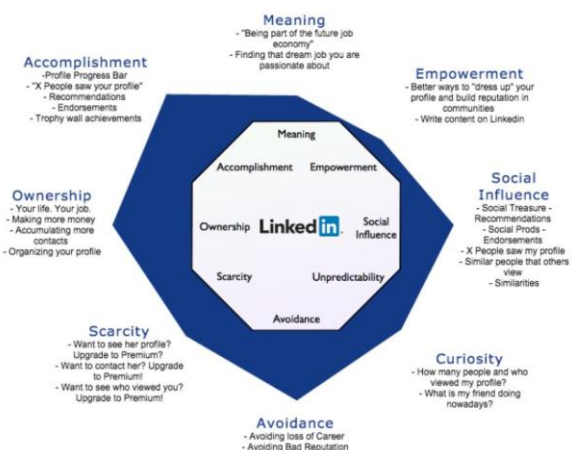 Meaning
- "Being part of the future job
economy"
- Finding that dream job you are
passionate about
Accomplishment
-Profile Progress Bar
- "X People saw your profile"
- Recommendations
- Endorsements
- Trophy wall achievements
Empowerment
- Better ways to "dress up" your
profile and build reputation in
communities
- Write content on Linkedin
Ownership
- Your life. Your job.
- Making more money
- Accumulating more
contacts
- Organizing your profile
Meaning
Accomplishment
Empowerment
Ownership
Linked in
Social
Influence
Scarcity
Unpredictability
Avoidance
Social
Influence
- Social Treasure -
Recommendations
- Social Prods -
Endorsements
- X People saw my profile
- Similar people that others
view
- Similarities
Scarcity
- Want to see her profile?
Upgrade to Premium?
- Want to contact her? Upgrade
to Premium!
- Want to see who viewed you?
Upgrade to Premium!
Curiosity
- How many people and who
viewed my profile?
- What is my friend doing
nowadays?
Avoidance
- Avoiding loss of Career
- Avoiding Bad Reputation